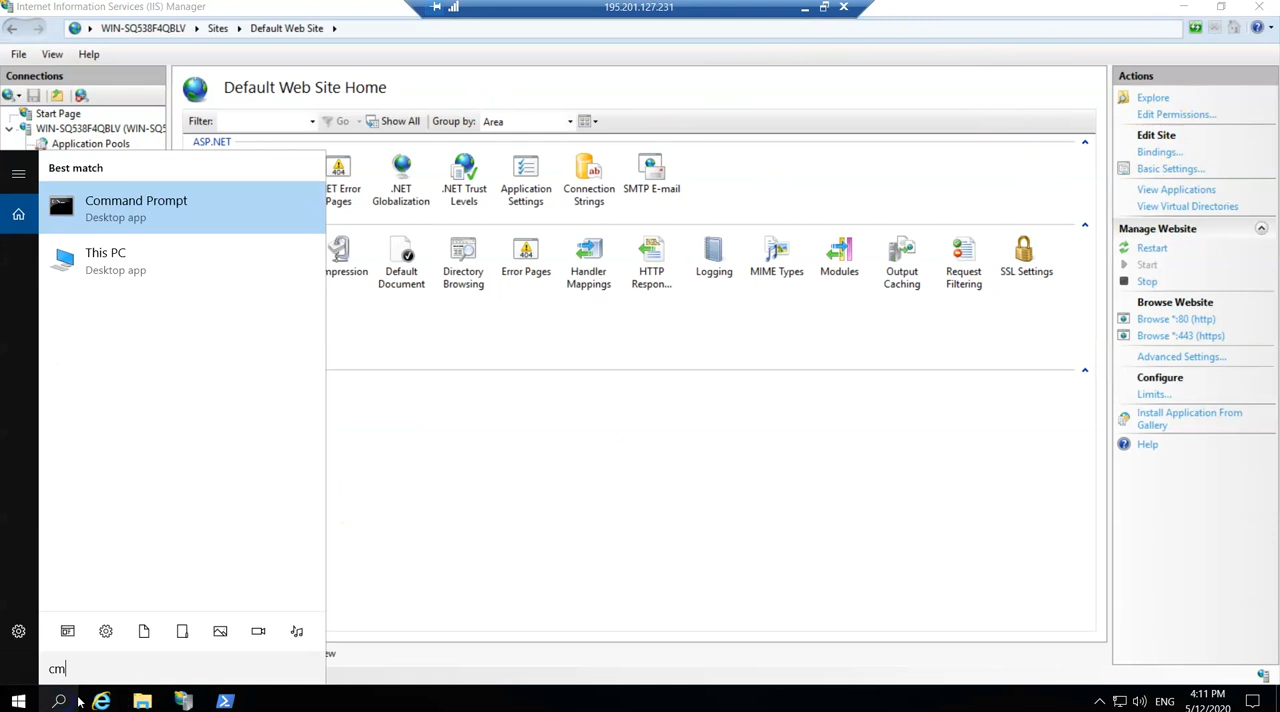 Internet Information Services (IIS) Manager
195.201.127.231
WIN-SQ538F4QBLV
Sites
Default Web Site
File
View
Help
Connections
Start Page
WIN-SQ538F4QBLV (WIN-SQ5
Application Pools
Best match
Command Prompt
Desktop app
This PC
Desktop app
cm
Default Web Site Home
Filter:
Go
Show All
Group by:
Area
ASP.NET
ET Error
Pages
.NET
Globalization
.NET Trust
Levels
Application
Settings
Connection
Strings
SMTP E-mail
mpression
Default
Document
Directory
Browsing
Error Pages
Handler
Mappings
HTTP
Respon...
Logging
MIME Types
Modules
Output
Caching
Request
Filtering
SSL Settings
ew
Actions
Explore
Edit Permissions...
Edit Site
Bindings...
Basic Settings...
View Applications
View Virtual Directories
Manage Website
Restart
Start
Stop
Browse Website
Browse *:80 (http)
Browse *:443 (https)
Advanced Settings...
Configure
Limits...
Install Application From
Gallery
Help
ENG
4:11 PM
5/12/2020